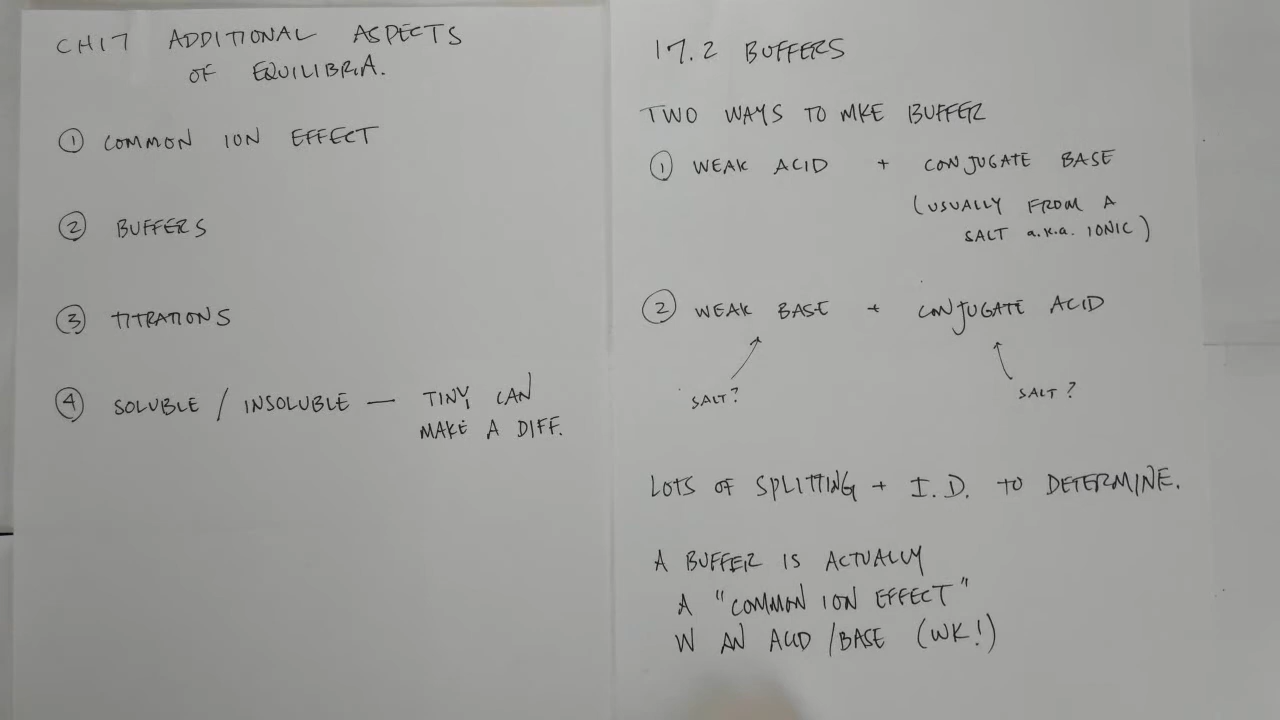 CH17 ADDITIONAL ASPECTS
OF EQUILIBRIA.
① COMMON ION EFFECT
② BUFFERS
③ TITRATIONS
④ SOLUBLE / INSOLUBLE — TINY CAN
MAKE A DIFF.
17.2 BUFFERS
TWO WAYS TO MKE BUFFER
① WEAK ACID + CONJUGATE BASE
(USUALLY FROM A
SALT a.k.a. IONIC)
② WEAK BASE + CONJUGATE ACID
SALT? SALT?
LOTS OF SPLITTING + I.D. TO DETERMINE.
A BUFFER IS ACTUALLY
A "COMMON ION EFFECT"
W AN ACID/BASE (WK!)